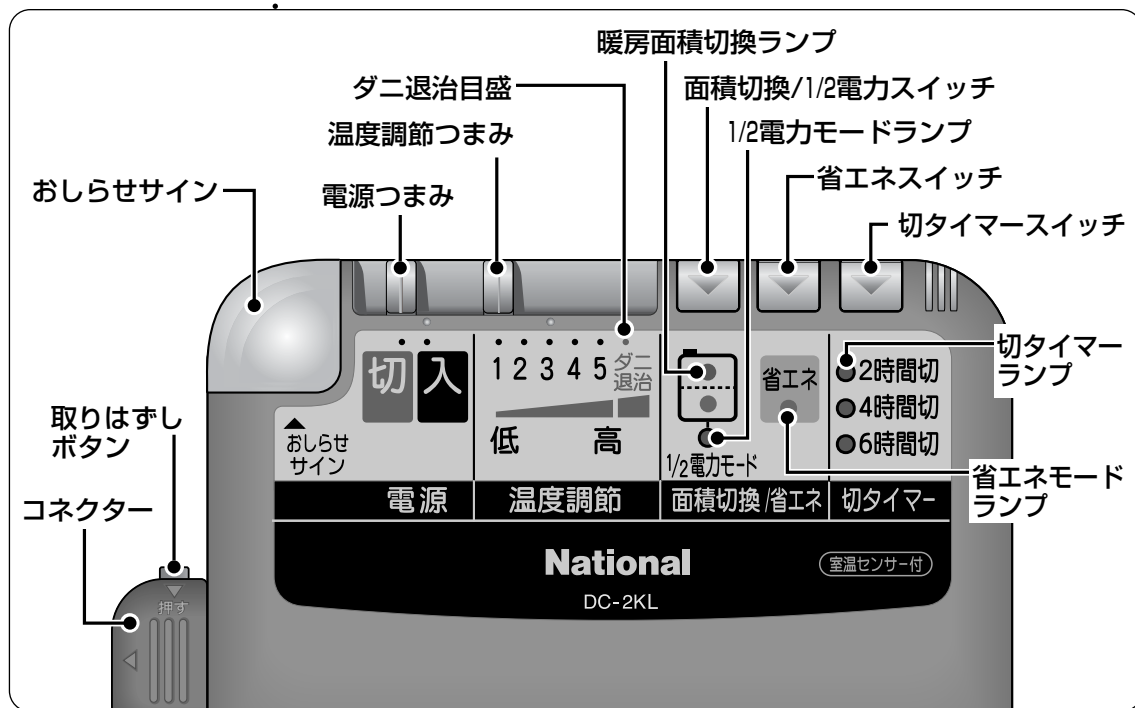 暖房面積切換ランプ
ダニ退治目盛
面積切換/1/2電力スイッチ
温度調節つまみ
1/2電力モードランプ
おしらせサイン
電源つまみ
省エネスイッチ
切タイマースイッチ
切 入
1 2 3 4 5 ダニ
退治
低 高
おしらせ
サイン
省エネ
1/2電力モード
2時間切
4時間切
6時間切
切タイマー
ランプ
取りはずし
ボタン
省エネモード
ランプ
コネクター
電源 温度調節 面積切換/省エネ 切タイマー
National
室温センサー付
DC-2KL
押す